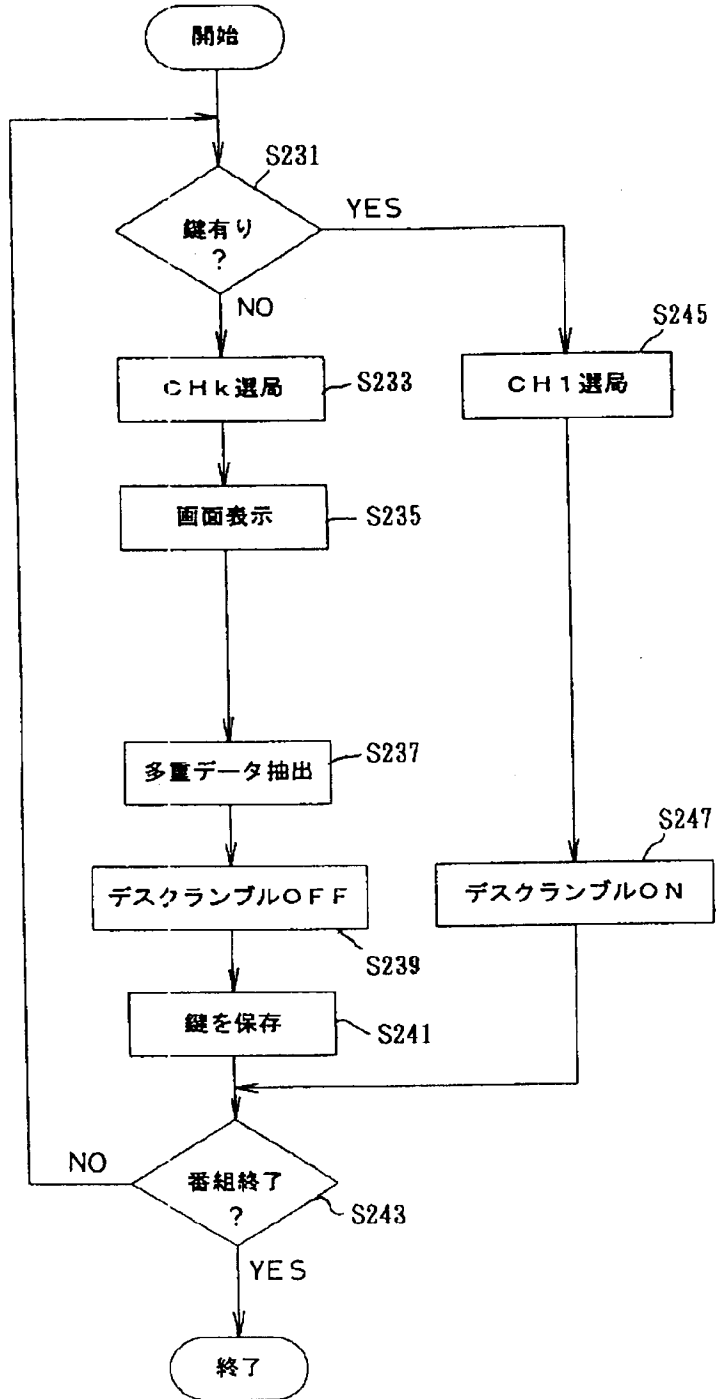 開始
S231
鍵有り
?
YES
NO
S245
CHk選局
S233
CH1選局
画面表示
S235
多重データ抽出
S237
S247
デスクランブルOFF
デスクランブルON
S239
鍵を保存
S241
NO
番組終了
?
S243
YES
終了